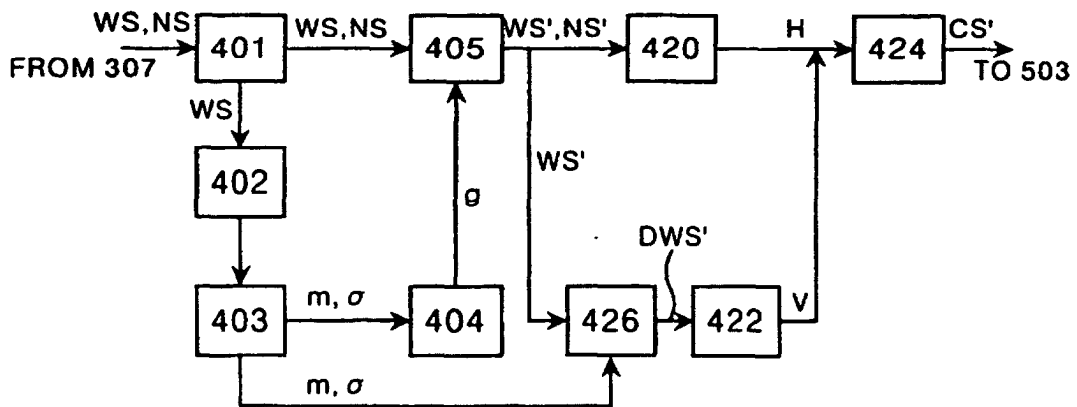 WS,NS
FROM 307
401
WS,NS
405
WS',NS'
420
H
424
CS'
TO 503
WS
402
g
WS'
DWS'
403
m, σ
404
426
422
V
m, σ